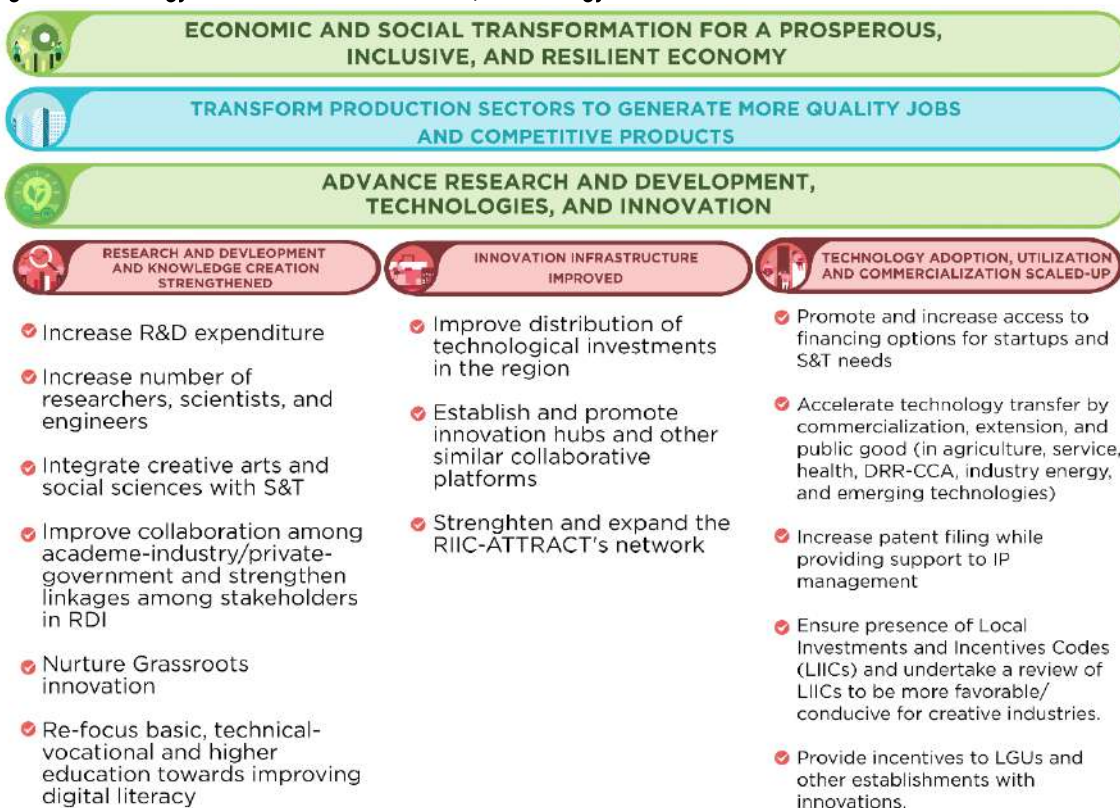 ECONOMIC AND SOCIAL TRANSFORMATION FOR A PROSPEROUS,
INCLUSIVE, AND RESILIENT ECONOMY
TRANSFORM PRODUCTION SECTORS TO GENERATE MORE QUALITY JOBS
AND COMPETITIVE PRODUCTS
ADVANCE RESEARCH AND DEVELOPMENT,
TECHNOLOGIES, AND INNOVATION
RESEARCH AND DEVLEOPMENT
AND KNOWLEDGE CREATION
STRENGTHENED
Increase R&D expenditure
Increase number of
researchers, scientists, and
engineers
Integrate creative arts and
social sciences with S&T
Improve collaboration among
academe-industry/private-
government and strengthen
linkages among stakeholders
in RDI
Nurture Grassroots
innovation
Re-focus basic, technical-
vocational and higher
education towards improving
digital literacy
INNOVATION INFRASTRUCTURE
IMPROVED
Improve distribution of
technological investments
in the region
Establish and promote
innovation hubs and other
similar collaborative
platforms
Strenghten and expand the
RIIC-ATTRACT's network
TECHNOLOGY ADOPTION, UTILIZATION
AND COMMERCIALIZATION SCALED-UP
Promote and increase access to
financing options for startups and
S&T needs
Accelerate technology transfer by
commercialization, extension, and
public good (in agriculture, service,
health, DRR-CCA, industry energy,
and emerging technologies)
Increase patent filing while
providing support to IP
management
Ensure presence of Local
Investments and Incentives Codes
(LIICs) and undertake a review of
LIICs to be more favorable/
conducive for creative industries.
Provide incentives to LGUs and
other establishments with
innovations.